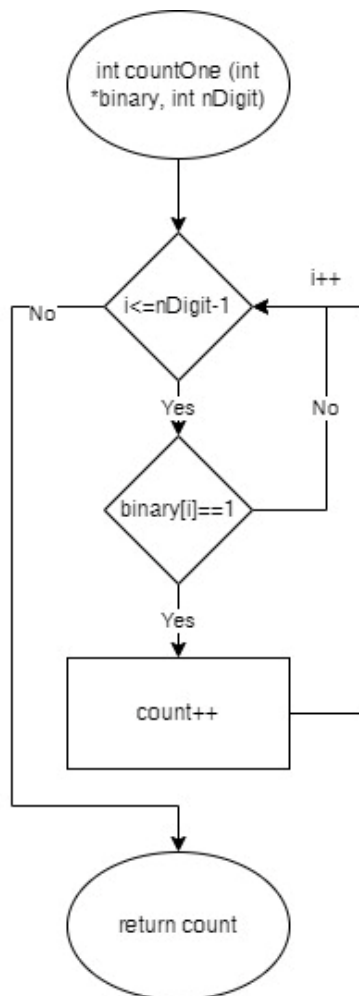 int countOne (int
*binary, int nDigit)
i++
No
i<=nDigit-1
Yes
No
binary[i]==1
Yes
count++
return count